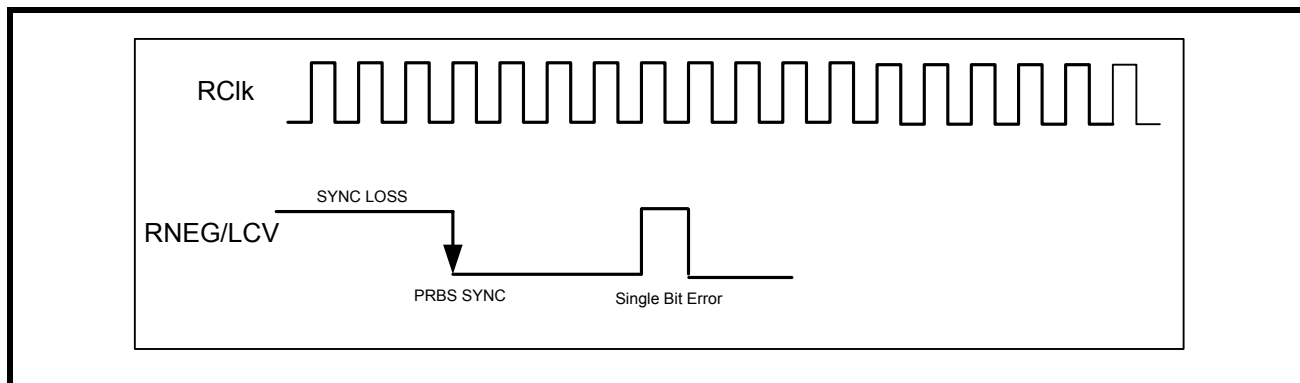 RClk
SYNC LOSS
RNEG/LCV
PRBS SYNC
Single Bit Error